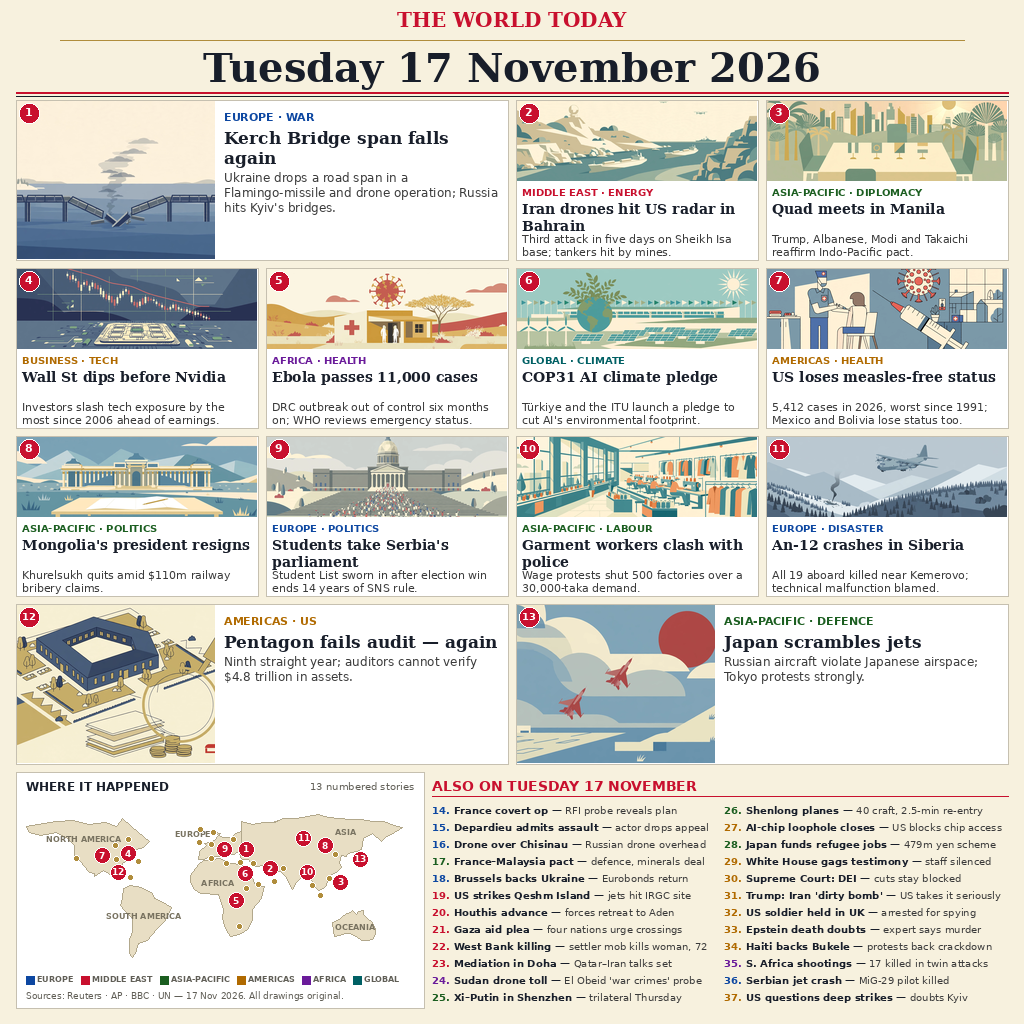 THE WORLD TODAY
Tuesday 17 November 2026
1
EUROPE · WAR
Kerch Bridge span falls
again
Ukraine drops a road span in a
Flamingo-missile and drone operation; Russia
hits Kyiv's bridges.
2
MIDDLE EAST · ENERGY
Iran drones hit US radar in
Bahrain
Third attack in five days on Sheikh Isa
base; tankers hit by mines.
3
ASIA-PACIFIC · DIPLOMACY
Quad meets in Manila
Trump, Albanese, Modi and Takaichi
reaffirm Indo-Pacific pact.
4
BUSINESS · TECH
Wall St dips before Nvidia
Investors slash tech exposure by the
most since 2006 ahead of earnings.
5
AFRICA · HEALTH
Ebola passes 11,000 cases
DRC outbreak out of control six months
on; WHO reviews emergency status.
6
GLOBAL · CLIMATE
COP31 AI climate pledge
Türkiye and the ITU launch a pledge to
cut AI's environmental footprint.
7
AMERICAS · HEALTH
US loses measles-free status
5,412 cases in 2026, worst since 1991;
Mexico and Bolivia lose status too.
8
ASIA-PACIFIC · POLITICS
Mongolia's president resigns
Khurelsukh quits amid $110m railway
bribery claims.
9
EUROPE · POLITICS
Students take Serbia's
parliament
Student List sworn in after election win
ends 14 years of SNS rule.
10
ASIA-PACIFIC · LABOUR
Garment workers clash with
police
Wage protests shut 500 factories over a
30,000-taka demand.
11
EUROPE · DISASTER
An-12 crashes in Siberia
All 19 aboard killed near Kemerovo;
technical malfunction blamed.
12
AMERICAS · US
Pentagon fails audit — again
Ninth straight year; auditors cannot verify
$4.8 trillion in assets.
13
ASIA-PACIFIC · DEFENCE
Japan scrambles jets
Russian aircraft violate Japanese airspace;
Tokyo protests strongly.
WHERE IT HAPPENED
13 numbered stories
NORTH AMERICA
EUROPE
ASIA
AFRICA
SOUTH AMERICA
OCEANIA
1
2
3
4
5
6
7
8
9
10
11
12
13
EUROPE MIDDLE EAST ASIA-PACIFIC AMERICAS AFRICA GLOBAL
Sources: Reuters · AP · BBC · UN — 17 Nov 2026. All drawings original.
ALSO ON TUESDAY 17 NOVEMBER
14. France covert op — RFI probe reveals plan
15. Depardieu admits assault — actor drops appeal
16. Drone over Chisinau — Russian drone overhead
17. France-Malaysia pact — defence, minerals deal
18. Brussels backs Ukraine — Eurobonds return
19. US strikes Qeshm Island — jets hit IRGC site
20. Houthis advance — forces retreat to Aden
21. Gaza aid plea — four nations urge crossings
22. West Bank killing — settler mob kills woman, 72
23. Mediation in Doha — Qatar–Iran talks set
24. Sudan drone toll — El Obeid 'war crimes' probe
25. Xi–Putin in Shenzhen — trilateral Thursday
26. Shenlong planes — 40 craft, 2.5-min re-entry
27. AI-chip loophole closes — US blocks chip access
28. Japan funds refugee jobs — 479m yen scheme
29. White House gags testimony — staff silenced
30. Supreme Court: DEI — cuts stay blocked
31. Trump: Iran 'dirty bomb' — US takes it seriously
32. US soldier held in UK — arrested for spying
33. Epstein death doubts — expert says murder
34. Haiti backs Bukele — protests back crackdown
35. S. Africa shootings — 17 killed in twin attacks
36. Serbian jet crash — MiG-29 pilot killed
37. US questions deep strikes — doubts Kyiv